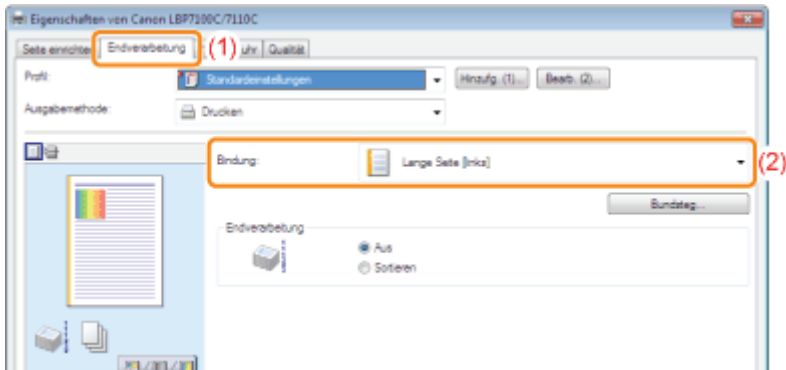 Eigenschaften von Canon LBP7100C/7110C
Seite einrichten Endverarbeitung (1) uhr Qualität
Profil: Standardeinstellungen Hinzufg. (1)... Bearb. (2)...
Ausgabemethode: Drucken
Bindung: Lange Seite [links] (2)
Bundsteg...
Endverarbeitung
Aus
Sortieren